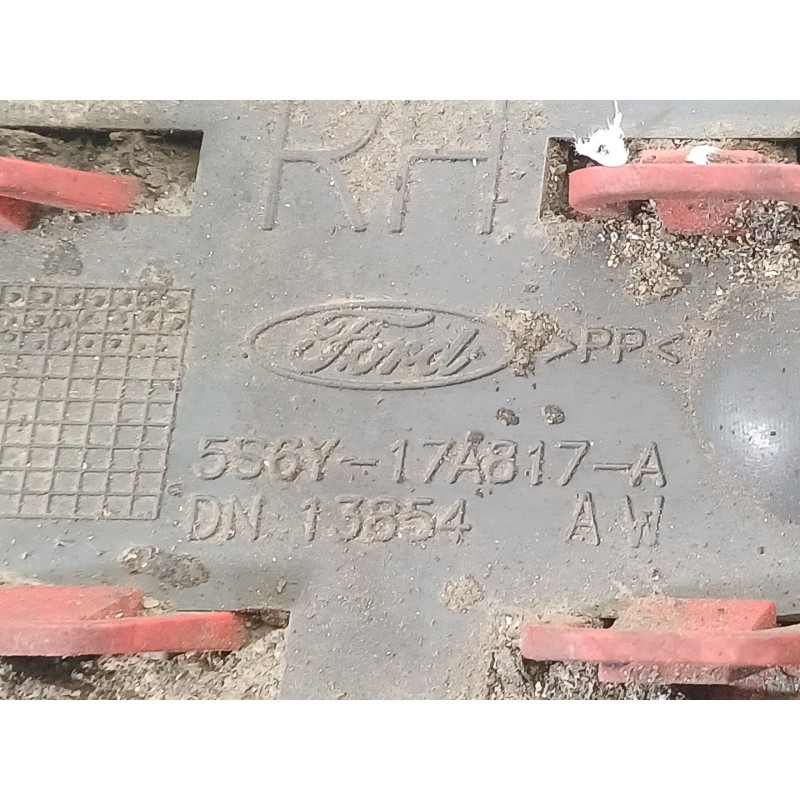 RH
Ford >PP<
5S6Y-17A817-A
DN 13854 AW